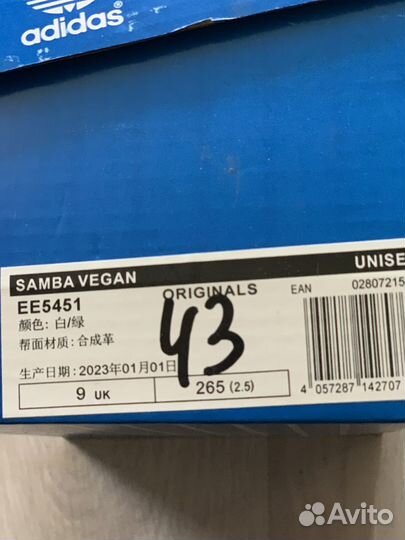 adidas
SAMBA VEGAN UNISE
EE5451 ORIGINALS EAN 02807215
颜色: 白/绿
帮面材质: 合成革
生产日期: 2023年01月01日
43
9 UK 265 (2.5)
4 057287 142707
Avito